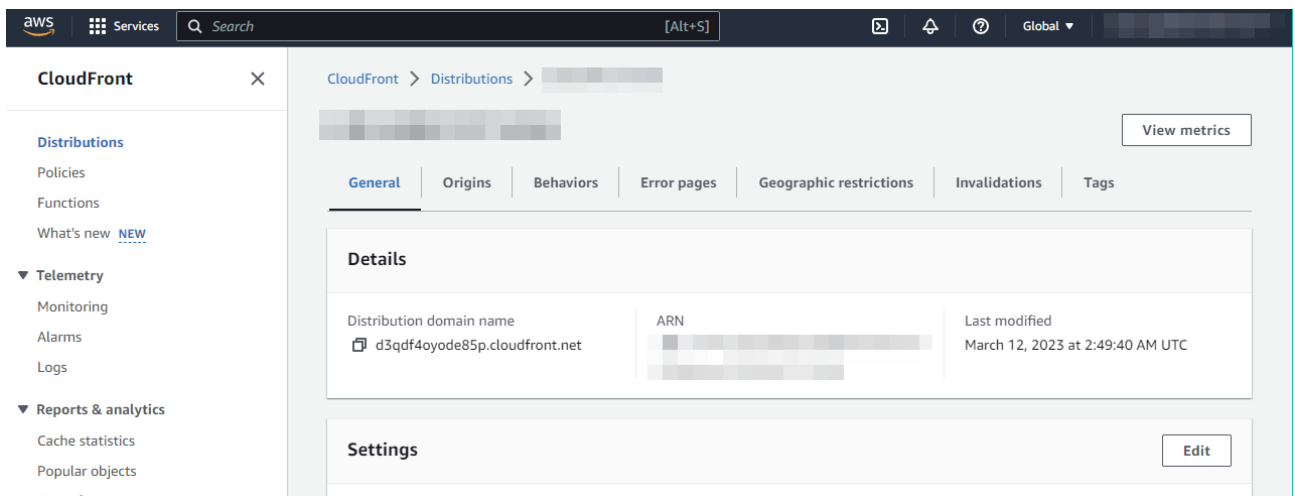 aws Services Search [Alt+S] Global
CloudFront
CloudFront Distributions
View metrics
Distributions
Policies
Functions
What's new NEW
Telemetry
Monitoring
Alarms
Logs
Reports & analytics
Cache statistics
Popular objects
General Origins Behaviors Error pages Geographic restrictions Invalidations Tags
Details
Distribution domain name
d3qdf4oyode85p.cloudfront.net
ARN
Last modified
March 12, 2023 at 2:49:40 AM UTC
Settings
Edit